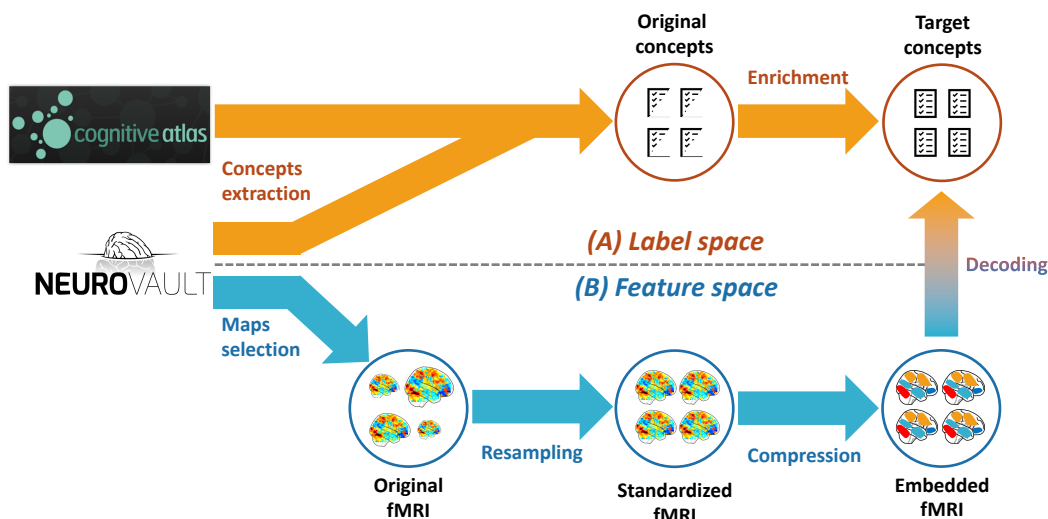 Original
concepts
Target
concepts
Enrichment
cognitive atlas
Concepts
extraction
(A) Label space
NEUROVAULT
(B) Feature space
Decoding
Maps
selection
Resampling
Compression
Original
fMRI
Standardized
fMRI
Embedded
fMRI